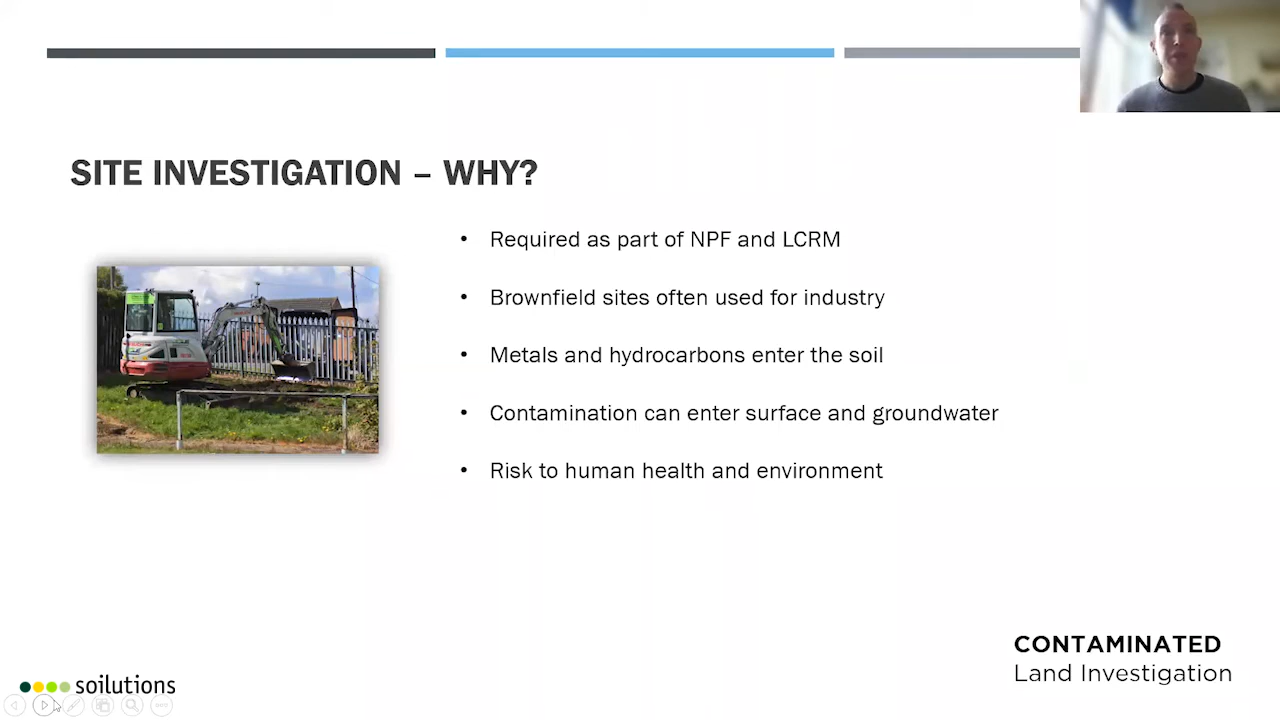 SITE INVESTIGATION – WHY?
• Required as part of NPF and LCRM
• Brownfield sites often used for industry
• Metals and hydrocarbons enter the soil
• Contamination can enter surface and groundwater
• Risk to human health and environment
CONTAMINATED
Land Investigation
soilutions